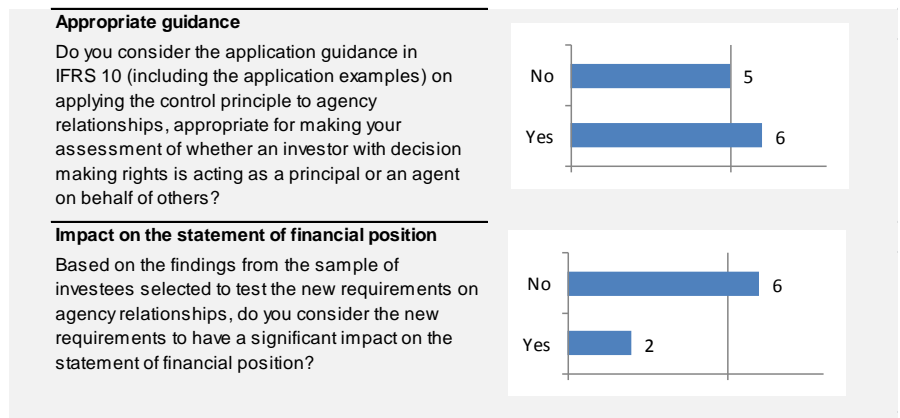 Appropriate guidance
Do you consider the application guidance in
IFRS 10 (including the application examples) on
applying the control principle to agency
relationships, appropriate for making your
assessment of whether an investor with decision
making rights is acting as a principal or an agent
on behalf of others?
No 5
Yes 6
Impact on the statement of financial position
Based on the findings from the sample of
investees selected to test the new requirements on
agency relationships, do you consider the new
requirements to have a significant impact on the
statement of financial position?
No 6
Yes 2